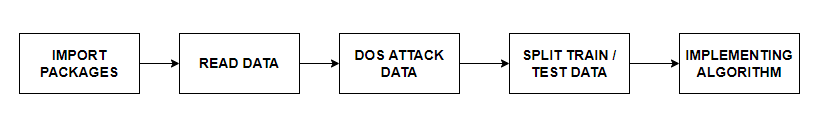 IMPORT
PACKAGES
READ DATA
DOS ATTACK
DATA
SPLIT TRAIN /
TEST DATA
IMPLEMENTING
ALGORITHM